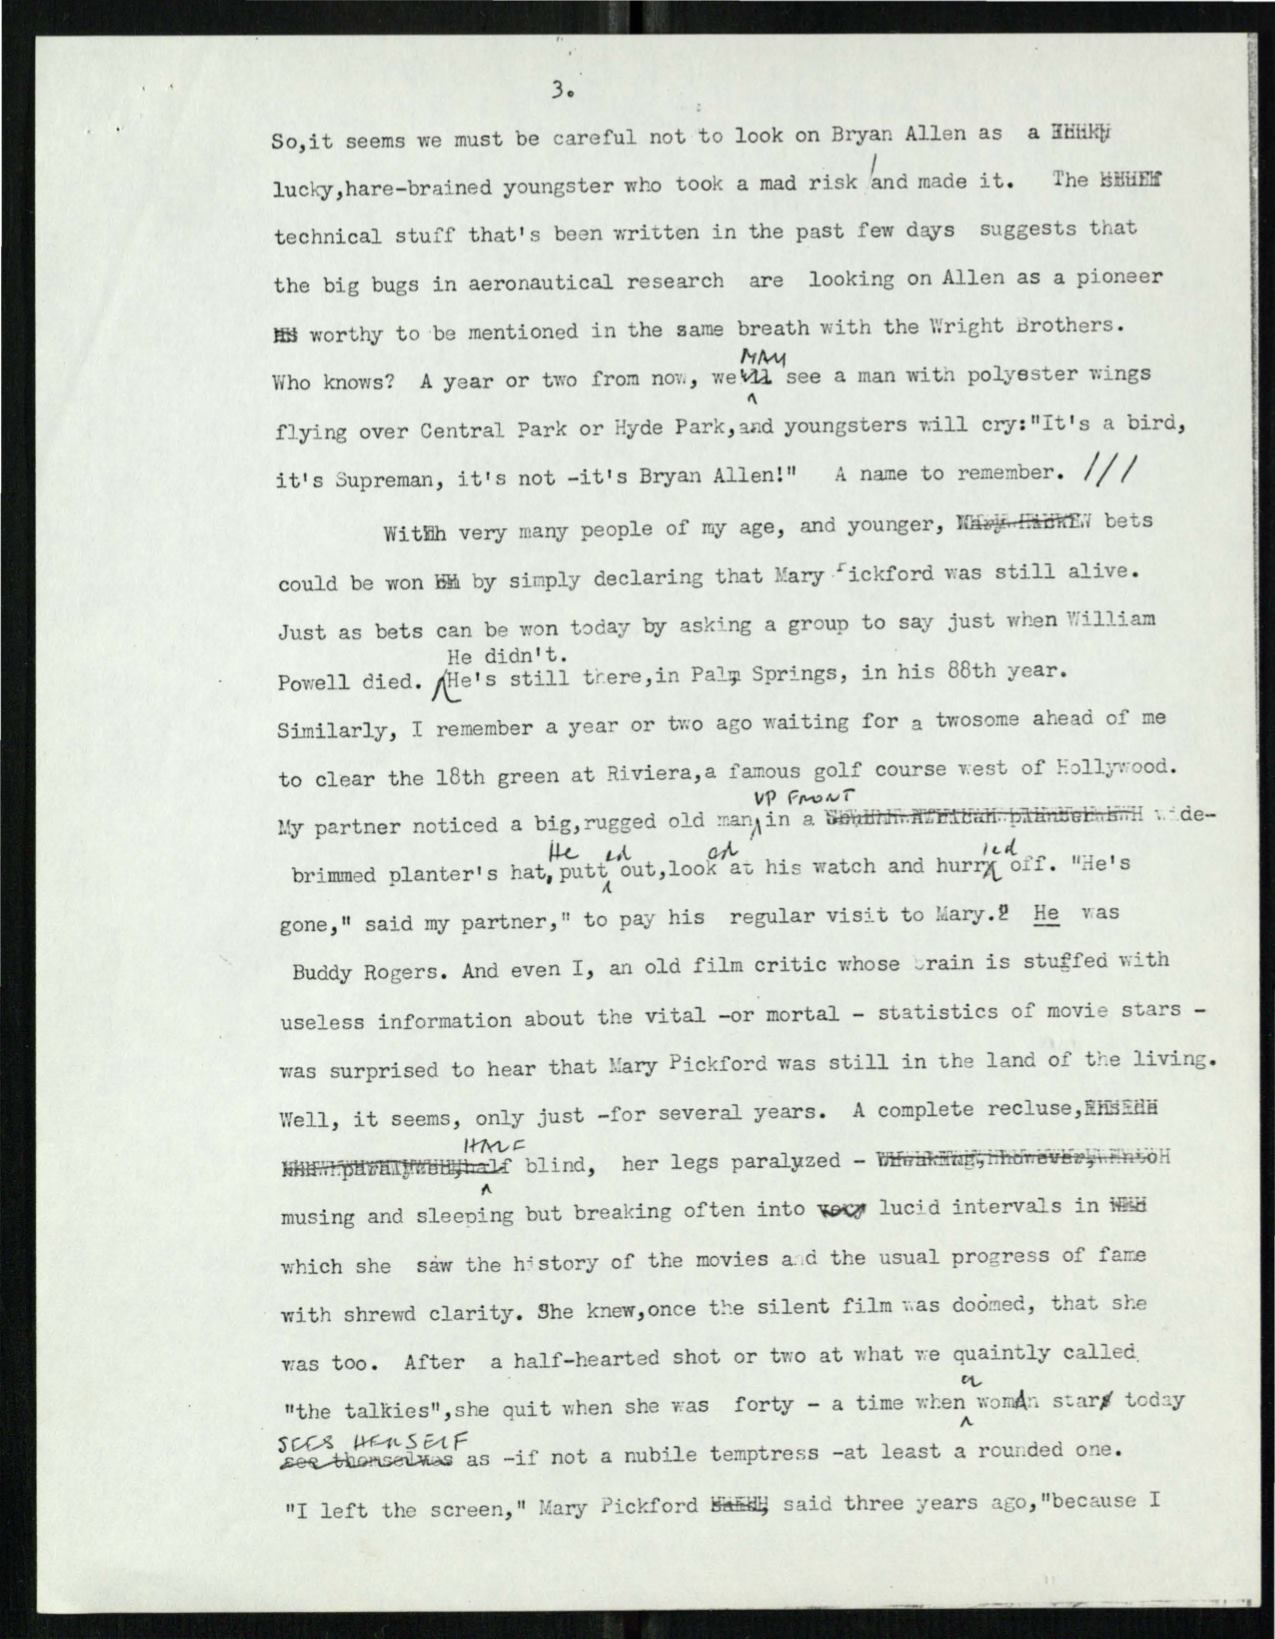 3.
So,it seems we must be careful not to look on Bryan Allen as a
lucky,hare-brained youngster who took a mad risk and made it. The
technical stuff that's been written in the past few days suggests that
the big bugs in aeronautical research are looking on Allen as a pioneer
worthy to be mentioned in the same breath with the Wright Brothers.
MAY
Who knows? A year or two from now, we see a man with polyester wings
flying over Central Park or Hyde Park,and youngsters will cry:"It's a bird,
it's Supreman, it's not -it's Bryan Allen!" A name to remember. ///
With very many people of my age, and younger, bets
could be won by simply declaring that Mary Pickford was still alive.
Just as bets can be won today by asking a group to say just when William
He didn't.
Powell died. He's still there,in Palm Springs, in his 88th year.
Similarly, I remember a year or two ago waiting for a twosome ahead of me
to clear the 18th green at Riviera,a famous golf course west of Hollywood.
UP FRONT
My partner noticed a big,rugged old man in a wide-
He ed ed ied
brimmed planter's hat, putt out,look at his watch and hurr off. "He's
gone," said my partner," to pay his regular visit to Mary." He was
Buddy Rogers. And even I, an old film critic whose brain is stuffed with
useless information about the vital -or mortal - statistics of movie stars -
was surprised to hear that Mary Pickford was still in the land of the living.
Well, it seems, only just -for several years. A complete recluse,
HALF
blind, her legs paralyzed -
musing and sleeping but breaking often into lucid intervals in
which she saw the history of the movies and the usual progress of fame
with shrewd clarity. She knew,once the silent film was doomed, that she
was too. After a half-hearted shot or two at what we quaintly called
a
"the talkies",she quit when she was forty - a time when woman star today
SEES HERSELF
see themselves as -if not a nubile temptress -at least a rounded one.
"I left the screen," Mary Pickford said three years ago,"because I